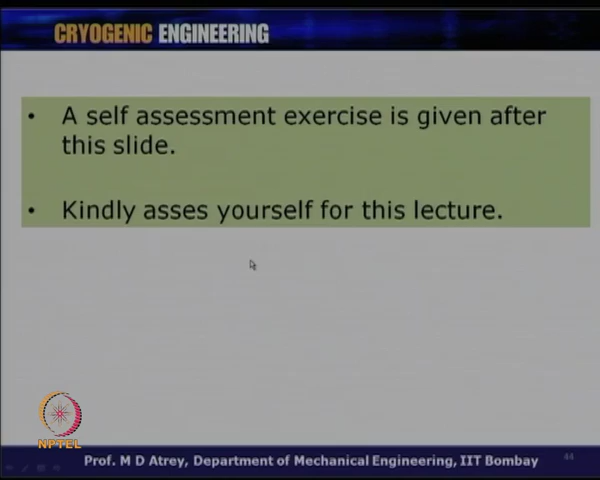 CRYOGENIC ENGINEERING
• A self assessment exercise is given after
this slide.
• Kindly asses yourself for this lecture.
NPTEL
Prof. M D Atrey, Department of Mechanical Engineering, IIT Bombay
44